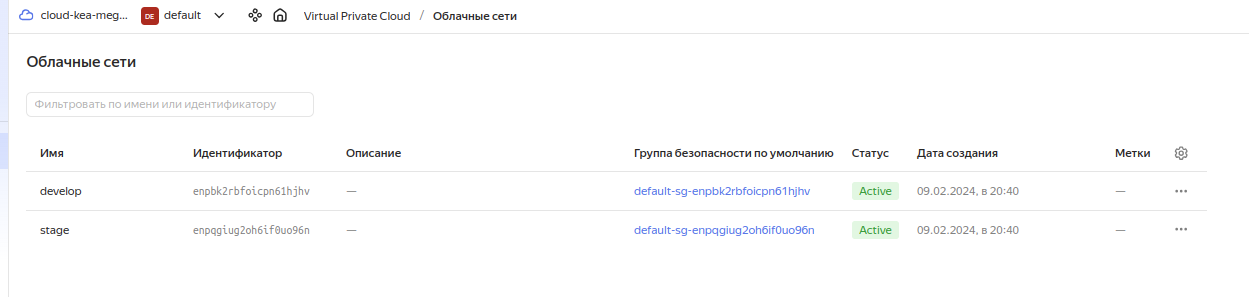 cloud-kea-meg... DE default Virtual Private Cloud / Облачные сети
Облачные сети
Фильтровать по имени или идентификатору
Имя Идентификатор Описание Группа безопасности по умолчанию Статус Дата создания Метки
develop enpbk2rbfoicpn61hjhv — default-sg-enpbk2rbfoicpn61hjhv Active 09.02.2024, в 20:40 —
stage enpqgiug2oh6if0uo96n — default-sg-enpqgiug2oh6if0uo96n Active 09.02.2024, в 20:40 —